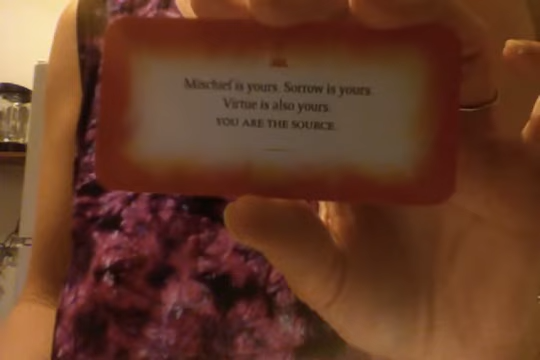 Mischief is yours. Sorrow is yours.
Virtue is also yours.
YOU ARE THE SOURCE.